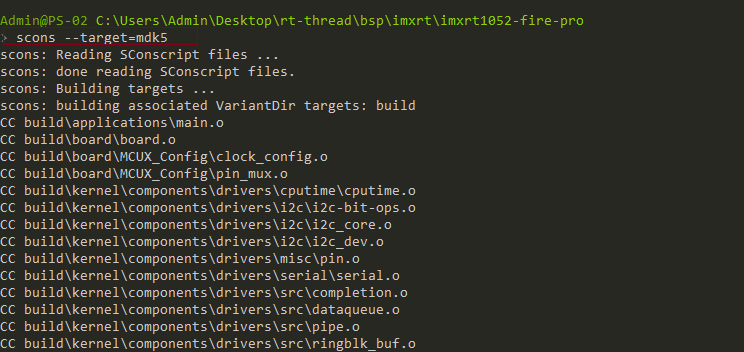 Admin@PS-02 C:\Users\Admin\Desktop\rt-thread\bsp\imxrt\imxrt1052-fire-pro
> scons --target=mdk5
scons: Reading SConscript files ...
scons: done reading SConscript files.
scons: Building targets ...
scons: building associated VariantDir targets: build
CC build\applications\main.o
CC build\board\board.o
CC build\board\MCUX_Config\clock_config.o
CC build\board\MCUX_Config\pin_mux.o
CC build\kernel\components\drivers\cputime\cputime.o
CC build\kernel\components\drivers\i2c\i2c-bit-ops.o
CC build\kernel\components\drivers\i2c\i2c_core.o
CC build\kernel\components\drivers\i2c\i2c_dev.o
CC build\kernel\components\drivers\misc\pin.o
CC build\kernel\components\drivers\serial\serial.o
CC build\kernel\components\drivers\src\completion.o
CC build\kernel\components\drivers\src\dataqueue.o
CC build\kernel\components\drivers\src\pipe.o
CC build\kernel\components\drivers\src\ringblk_buf.o